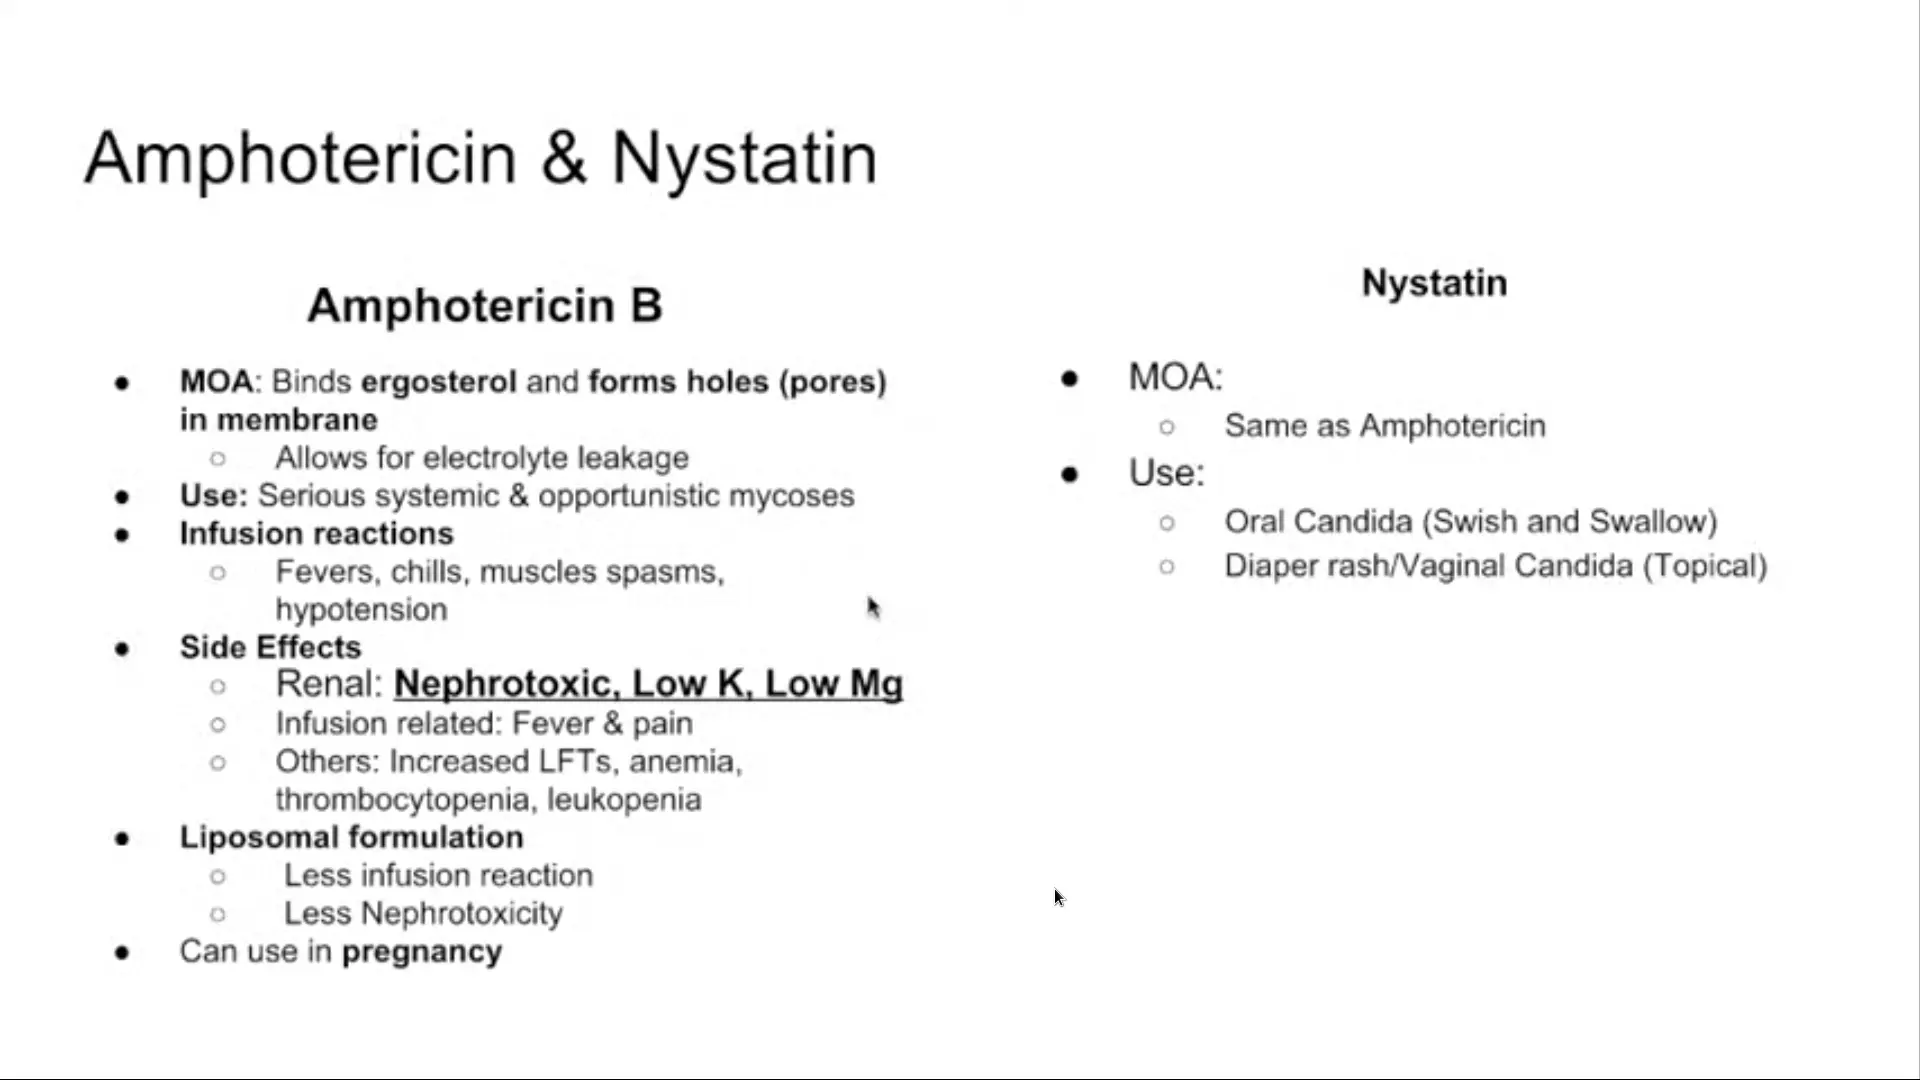 Amphotericin & Nystatin
Amphotericin B
● MOA: Binds ergosterol and forms holes (pores)
in membrane
○ Allows for electrolyte leakage
● Use: Serious systemic & opportunistic mycoses
● Infusion reactions
○ Fevers, chills, muscles spasms,
hypotension
● Side Effects
○ Renal: Nephrotoxic, Low K, Low Mg
○ Infusion related: Fever & pain
○ Others: Increased LFTs, anemia,
thrombocytopenia, leukopenia
● Liposomal formulation
○ Less infusion reaction
○ Less Nephrotoxicity
● Can use in pregnancy
Nystatin
● MOA:
○ Same as Amphotericin
● Use:
○ Oral Candida (Swish and Swallow)
○ Diaper rash/Vaginal Candida (Topical)